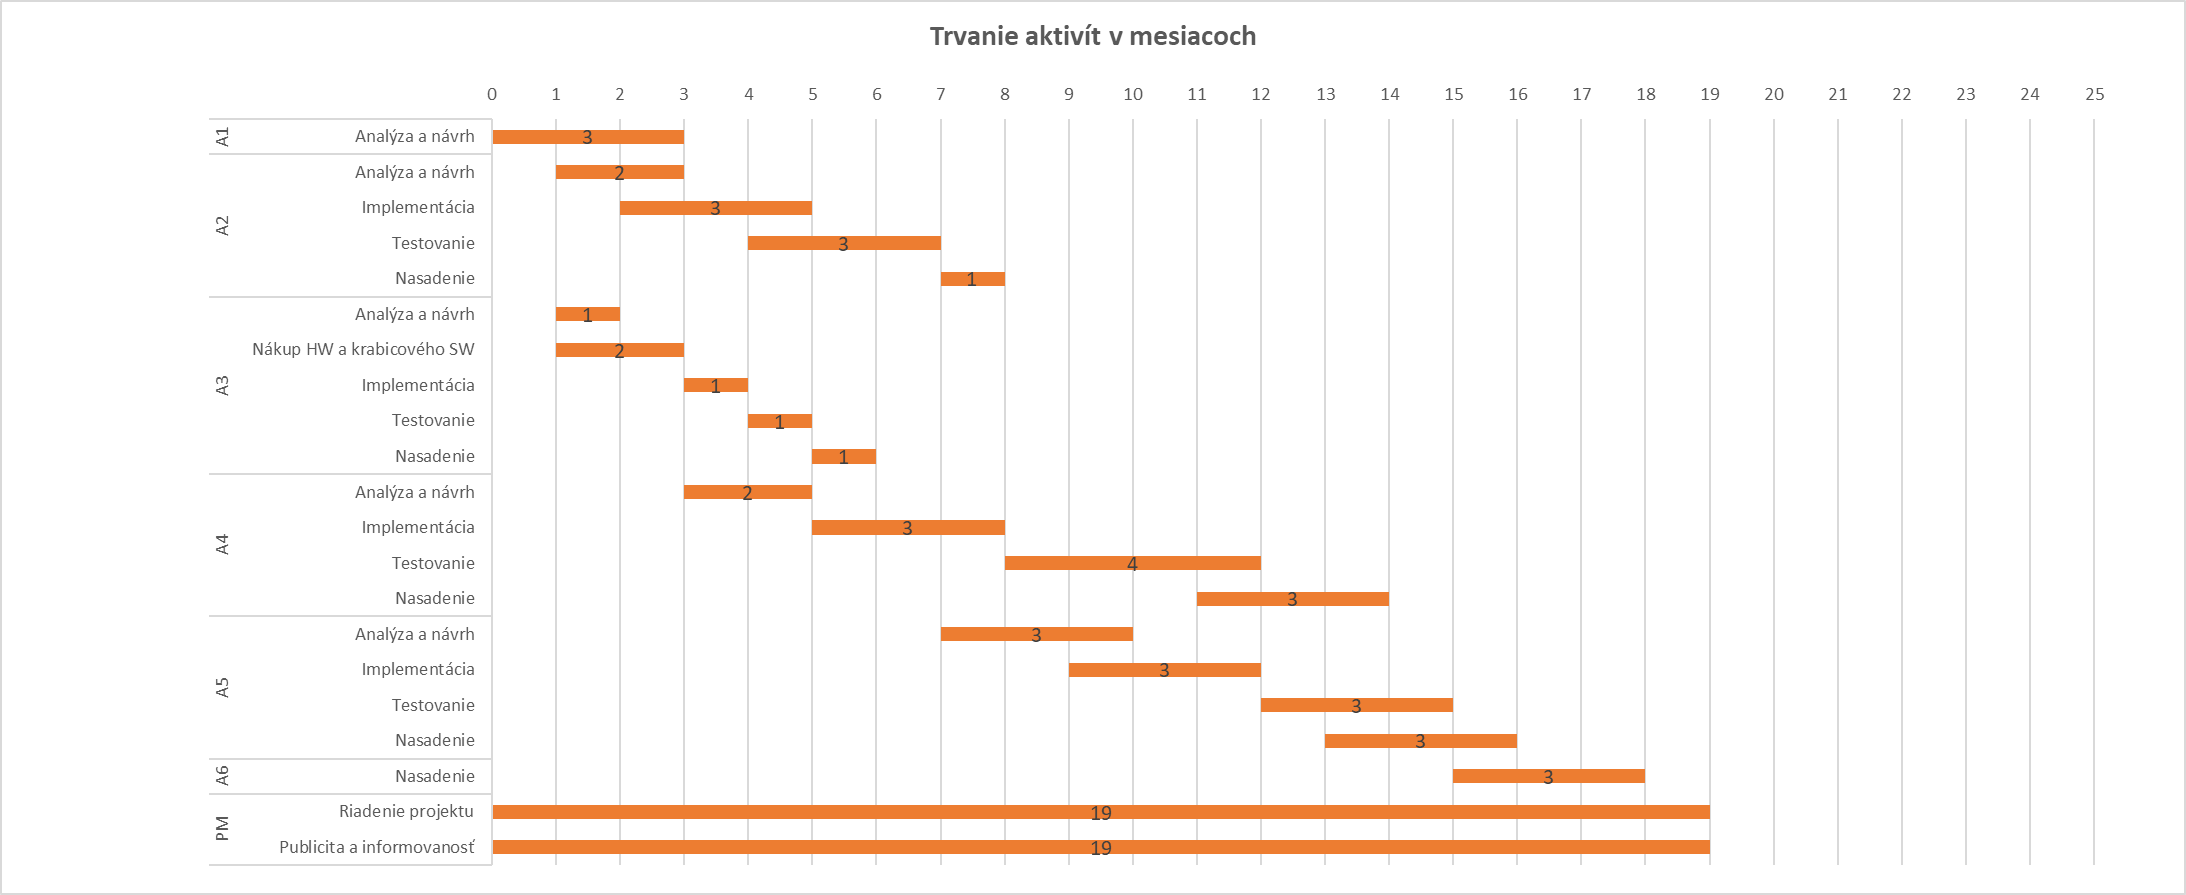 Trvanie aktivít v mesiacoch
0 1 2 3 4 5 6 7 8 9 10 11 12 13 14 15 16 17 18 19 20 21 22 23 24 25
A1
Analýza a návrh 3
A2
Analýza a návrh 2
Implementácia 3
Testovanie 3
Nasadenie 1
A3
Analýza a návrh 1
Nákup HW a krabicového SW 2
Implementácia 1
Testovanie 1
Nasadenie 1
A4
Analýza a návrh 2
Implementácia 3
Testovanie 4
Nasadenie 3
A5
Analýza a návrh 3
Implementácia 3
Testovanie 3
Nasadenie 3
A6
Nasadenie 3
PM
Riadenie projektu 19
Publicita a informovanosť 19